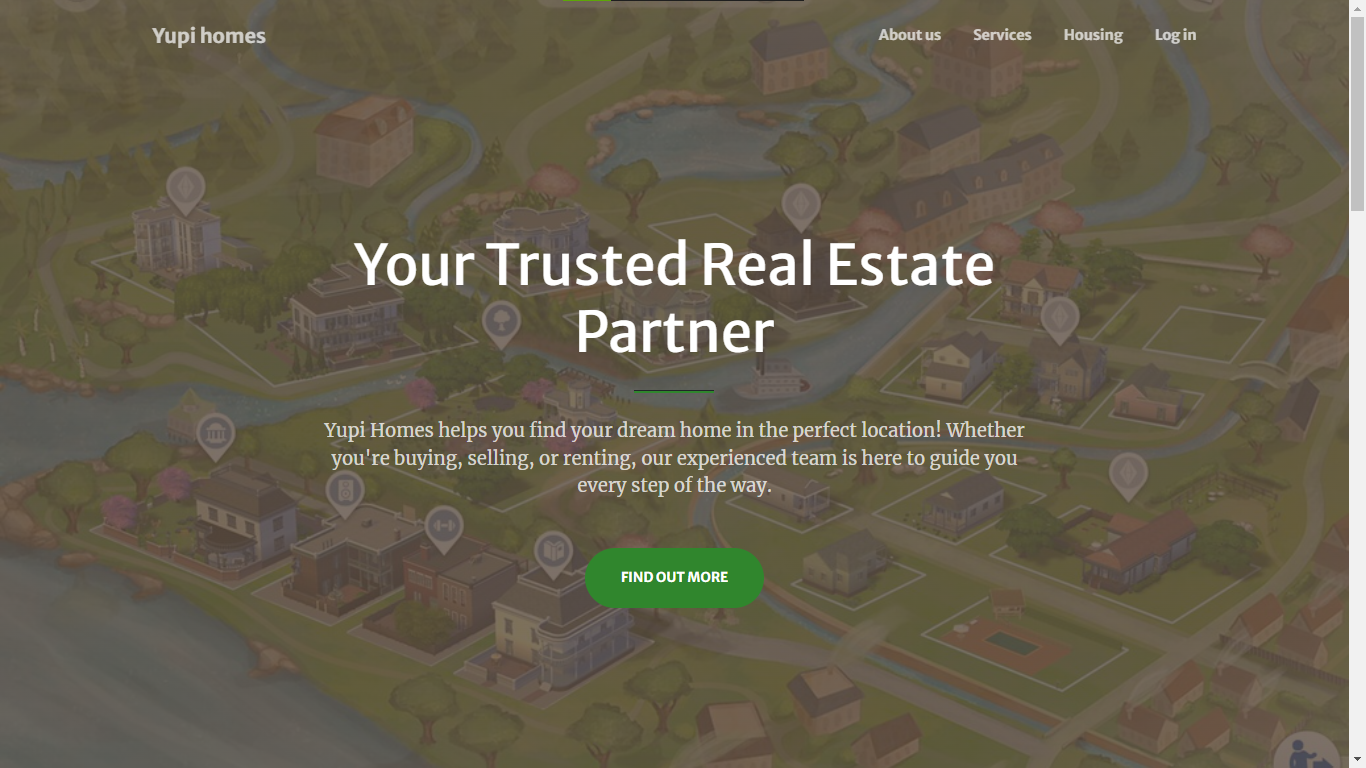 Yupi homes
About us Services Housing Log in
Your Trusted Real Estate
Partner
Yupi Homes helps you find your dream home in the perfect location! Whether
you're buying, selling, or renting, our experienced team is here to guide you
every step of the way.
FIND OUT MORE